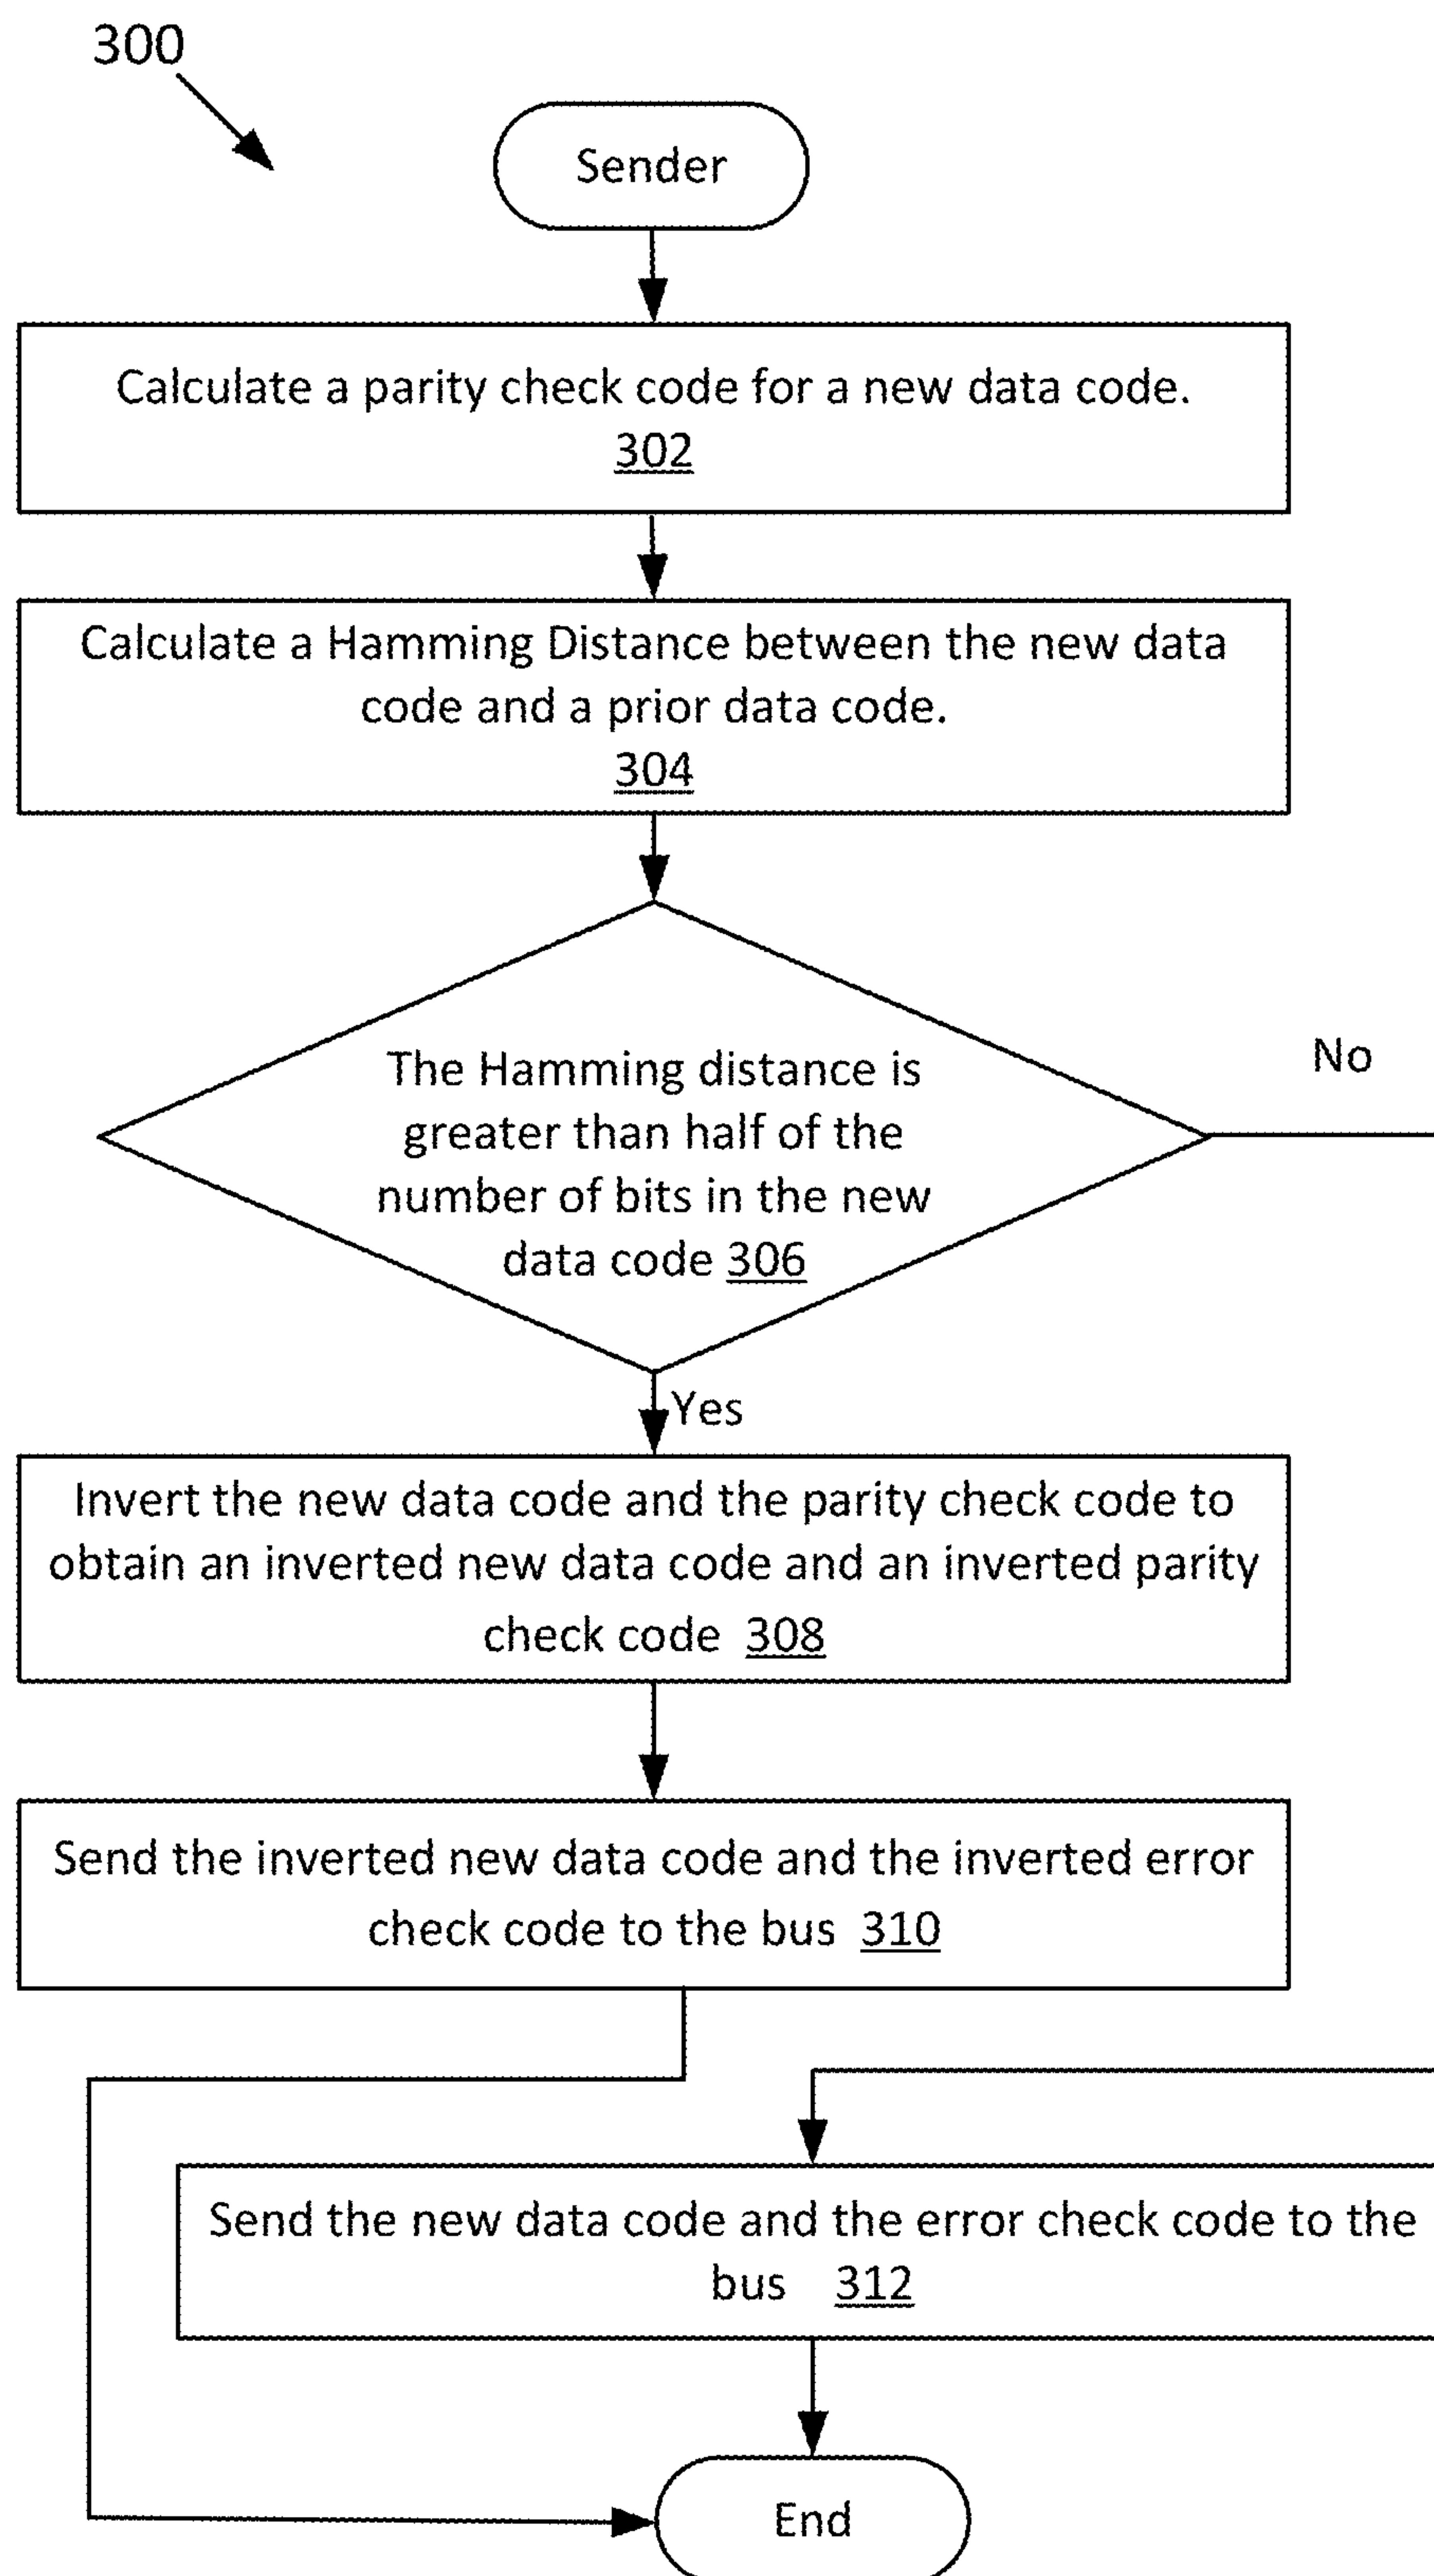 300
Sender
Calculate a parity check code for a new data code.
302
Calculate a Hamming Distance between the new data
code and a prior data code.
304
The Hamming distance is
greater than half of the
number of bits in the new
data code 306
No
Yes
Invert the new data code and the parity check code to
obtain an inverted new data code and an inverted parity
check code 308
Send the inverted new data code and the inverted error
check code to the bus 310
Send the new data code and the error check code to the
bus 312
End